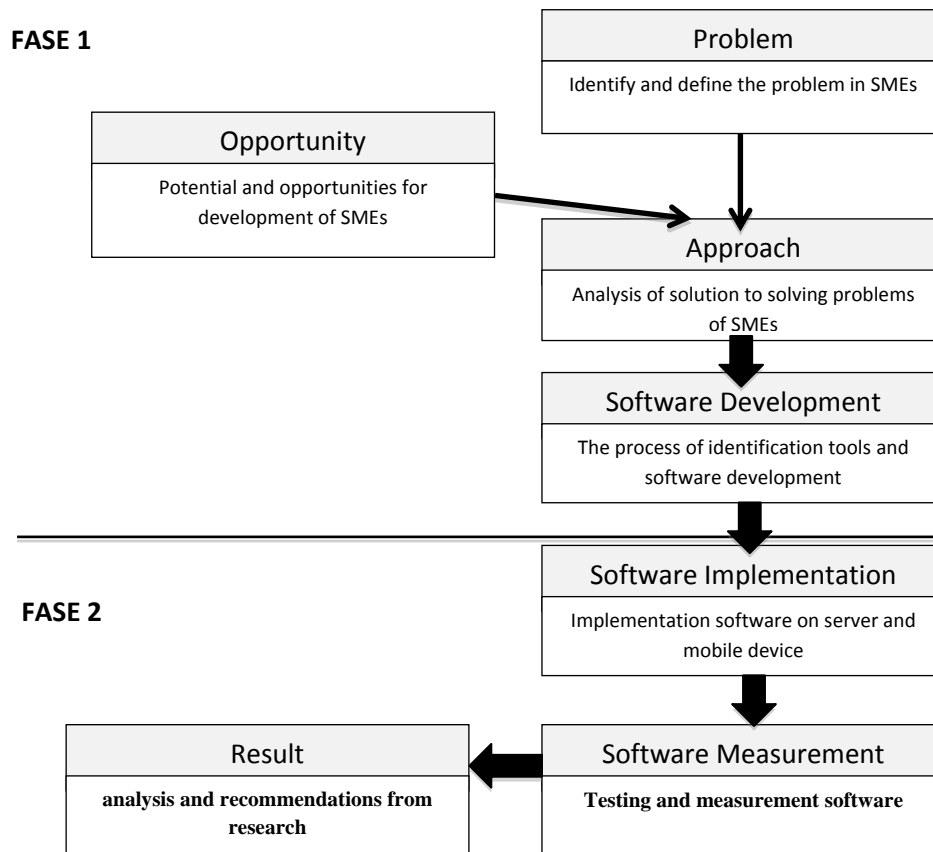 FASE 1
Problem
Identify and define the problem in SMEs
Opportunity
Potential and opportunities for
development of SMEs
Approach
Analysis of solution to solving problems
of SMEs
Software Development
The process of identification tools and
software development
Software Implementation
FASE 2
Implementation software on server and
mobile device
Result
analysis and recommendations from
research
Software Measurement
Testing and measurement software